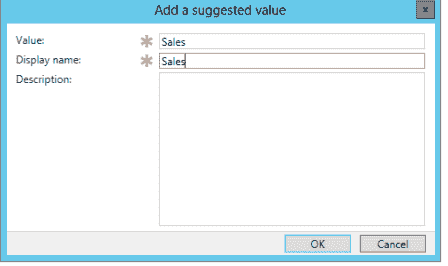 Add a suggested value
x
Value: * Sales
Display name: * Sales
Description:
OK Cancel